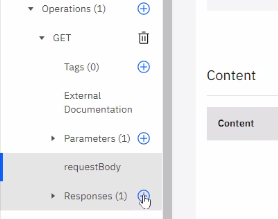 Operations (1)
GET
Tags (0)
External
Documentation
Parameters (1)
requestBody
Responses (1)
Content
Content